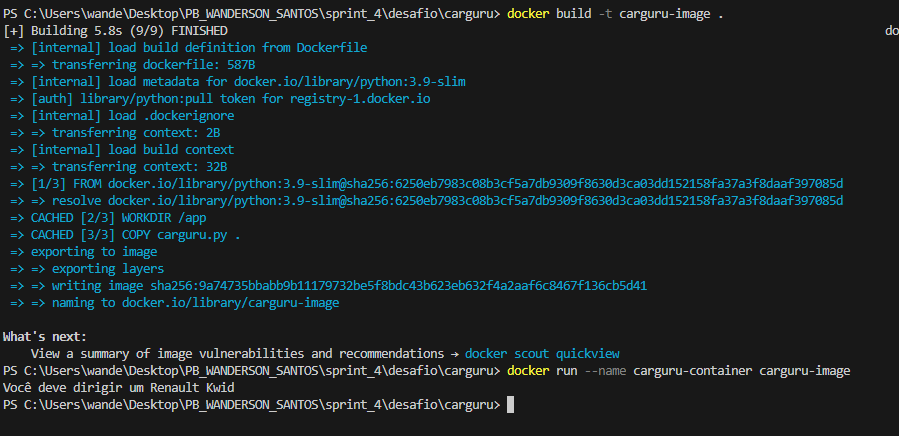 PS C:\Users\wande\Desktop\PB_WANDERSON_SANTOS\sprint_4\desafio\carguru> docker build -t carguru-image .
[+] Building 5.8s (9/9) FINISHED do
=> [internal] load build definition from Dockerfile
=> => transferring dockerfile: 587B
=> [internal] load metadata for docker.io/library/python:3.9-slim
=> [auth] library/python:pull token for registry-1.docker.io
=> [internal] load .dockerignore
=> => transferring context: 2B
=> [internal] load build context
=> => transferring context: 32B
=> [1/3] FROM docker.io/library/python:3.9-slim@sha256:6250eb7983c08b3cf5a7db9309f8630d3ca03dd152158fa37a3f8daaf397085d
=> => resolve docker.io/library/python:3.9-slim@sha256:6250eb7983c08b3cf5a7db9309f8630d3ca03dd152158fa37a3f8daaf397085d
=> CACHED [2/3] WORKDIR /app
=> CACHED [3/3] COPY carguru.py .
=> exporting to image
=> => exporting layers
=> => writing image sha256:9a74735bbabb9b11179732be5f8bdc43b623eb632f4a2aaf6c8467f136cb5d41
=> => naming to docker.io/library/carguru-image
What's next:
View a summary of image vulnerabilities and recommendations → docker scout quickview
PS C:\Users\wande\Desktop\PB_WANDERSON_SANTOS\sprint_4\desafio\carguru> docker run --name carguru-container carguru-image
Você deve dirigir um Renault Kwid
PS C:\Users\wande\Desktop\PB_WANDERSON_SANTOS\sprint_4\desafio\carguru>